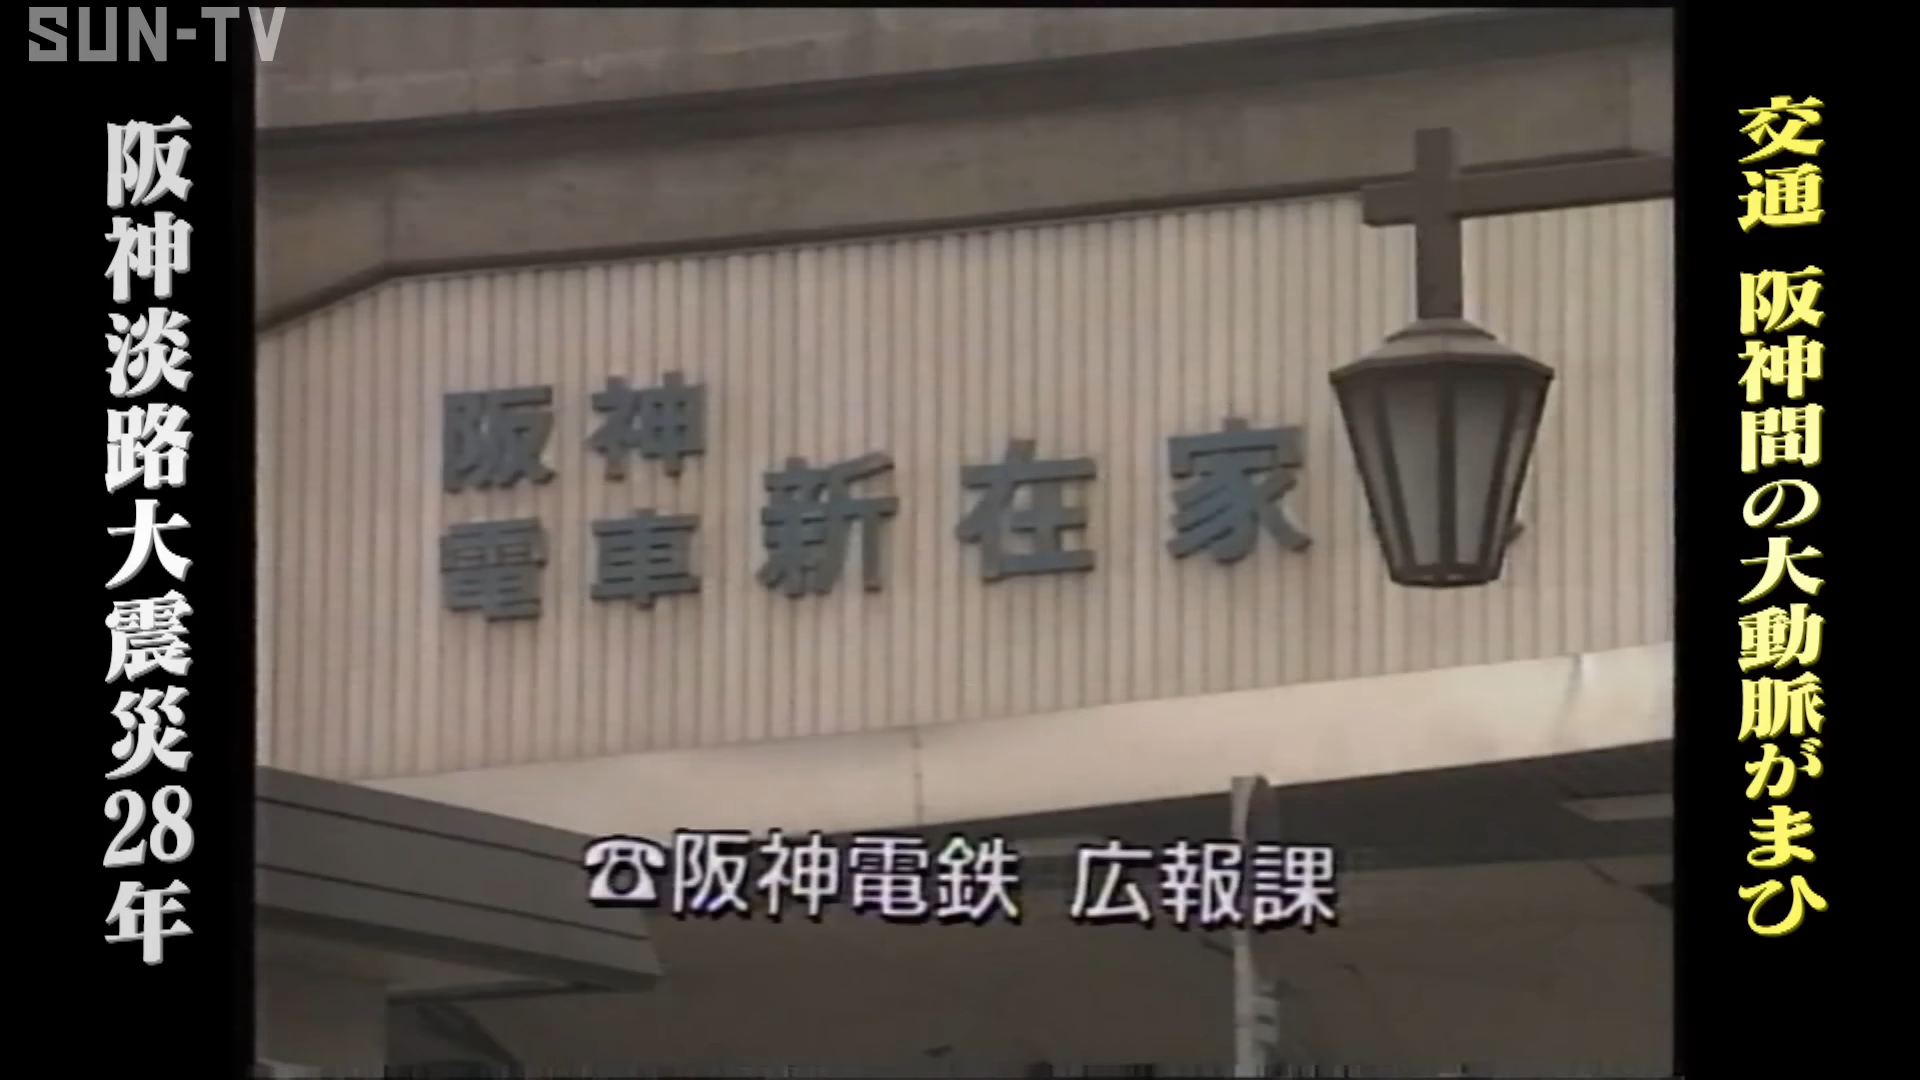 SUN-TV
阪神淡路大震災28年
交通 阪神間の大動脈がまひ
阪神
電車
新在家
☎阪神電鉄 広報課